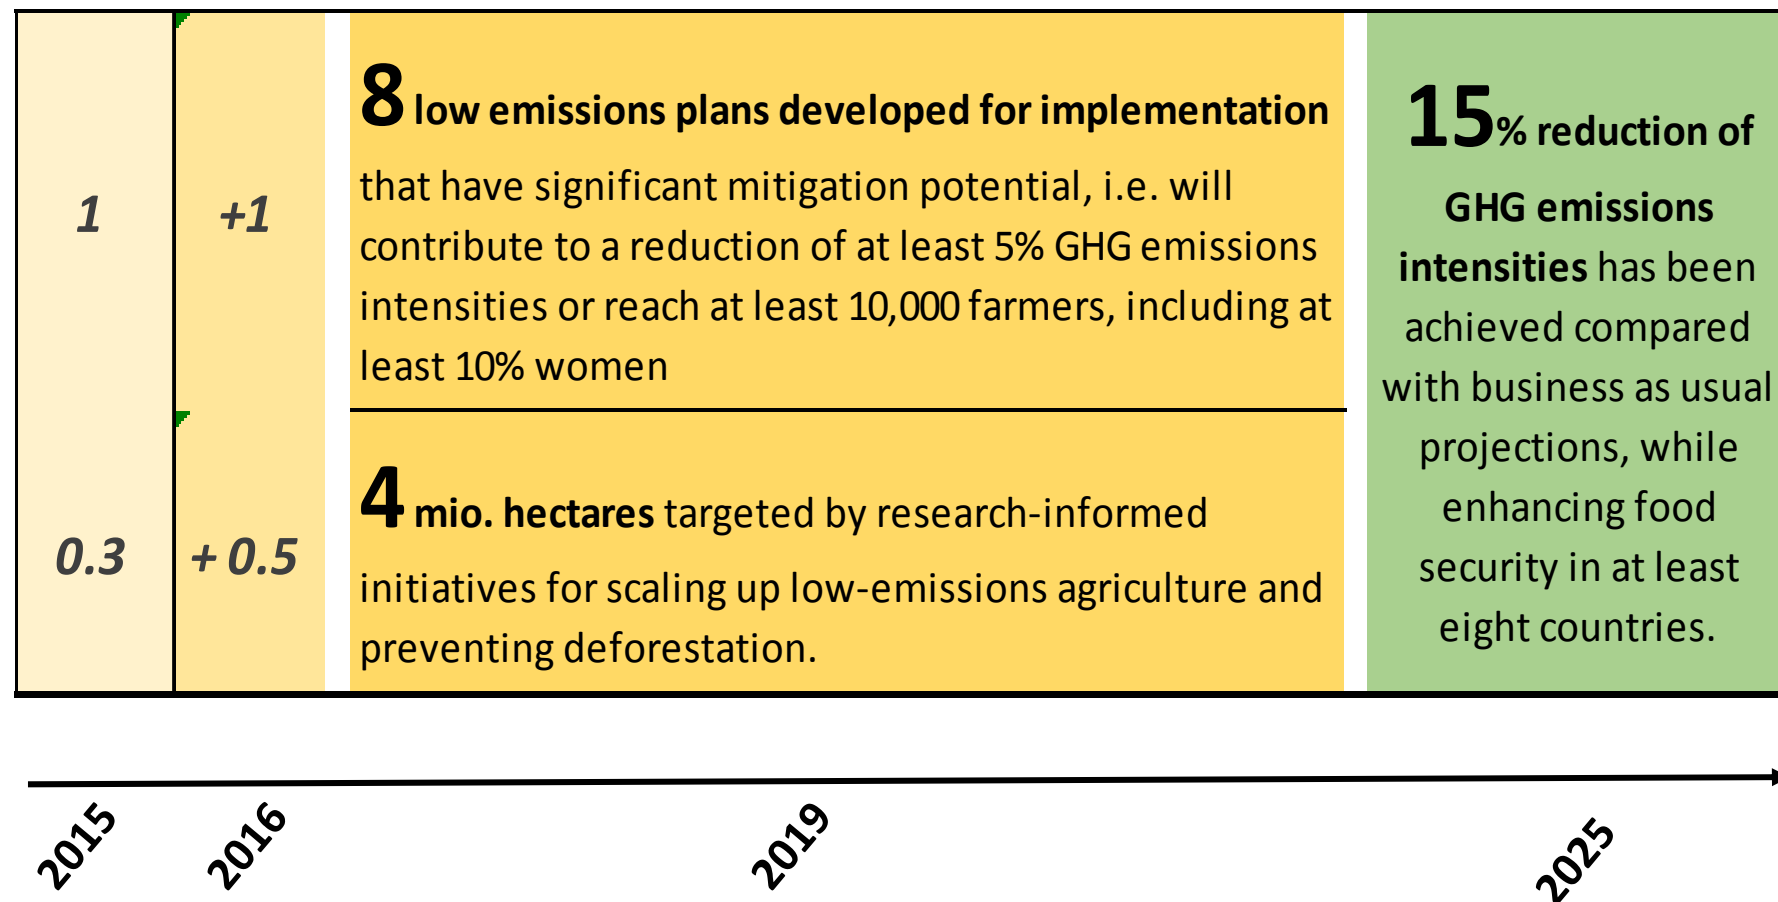 1
+1
8 low emissions plans developed for implementation
that have significant mitigation potential, i.e. will
contribute to a reduction of at least 5% GHG emissions
intensities or reach at least 10,000 farmers, including at
least 10% women
0.3
+ 0.5
4 mio. hectares targeted by research-informed
initiatives for scaling up low-emissions agriculture and
preventing deforestation.
15% reduction of
GHG emissions
intensities has been
achieved compared
with business as usual
projections, while
enhancing food
security in at least
eight countries.
2015
2016
2019
2025